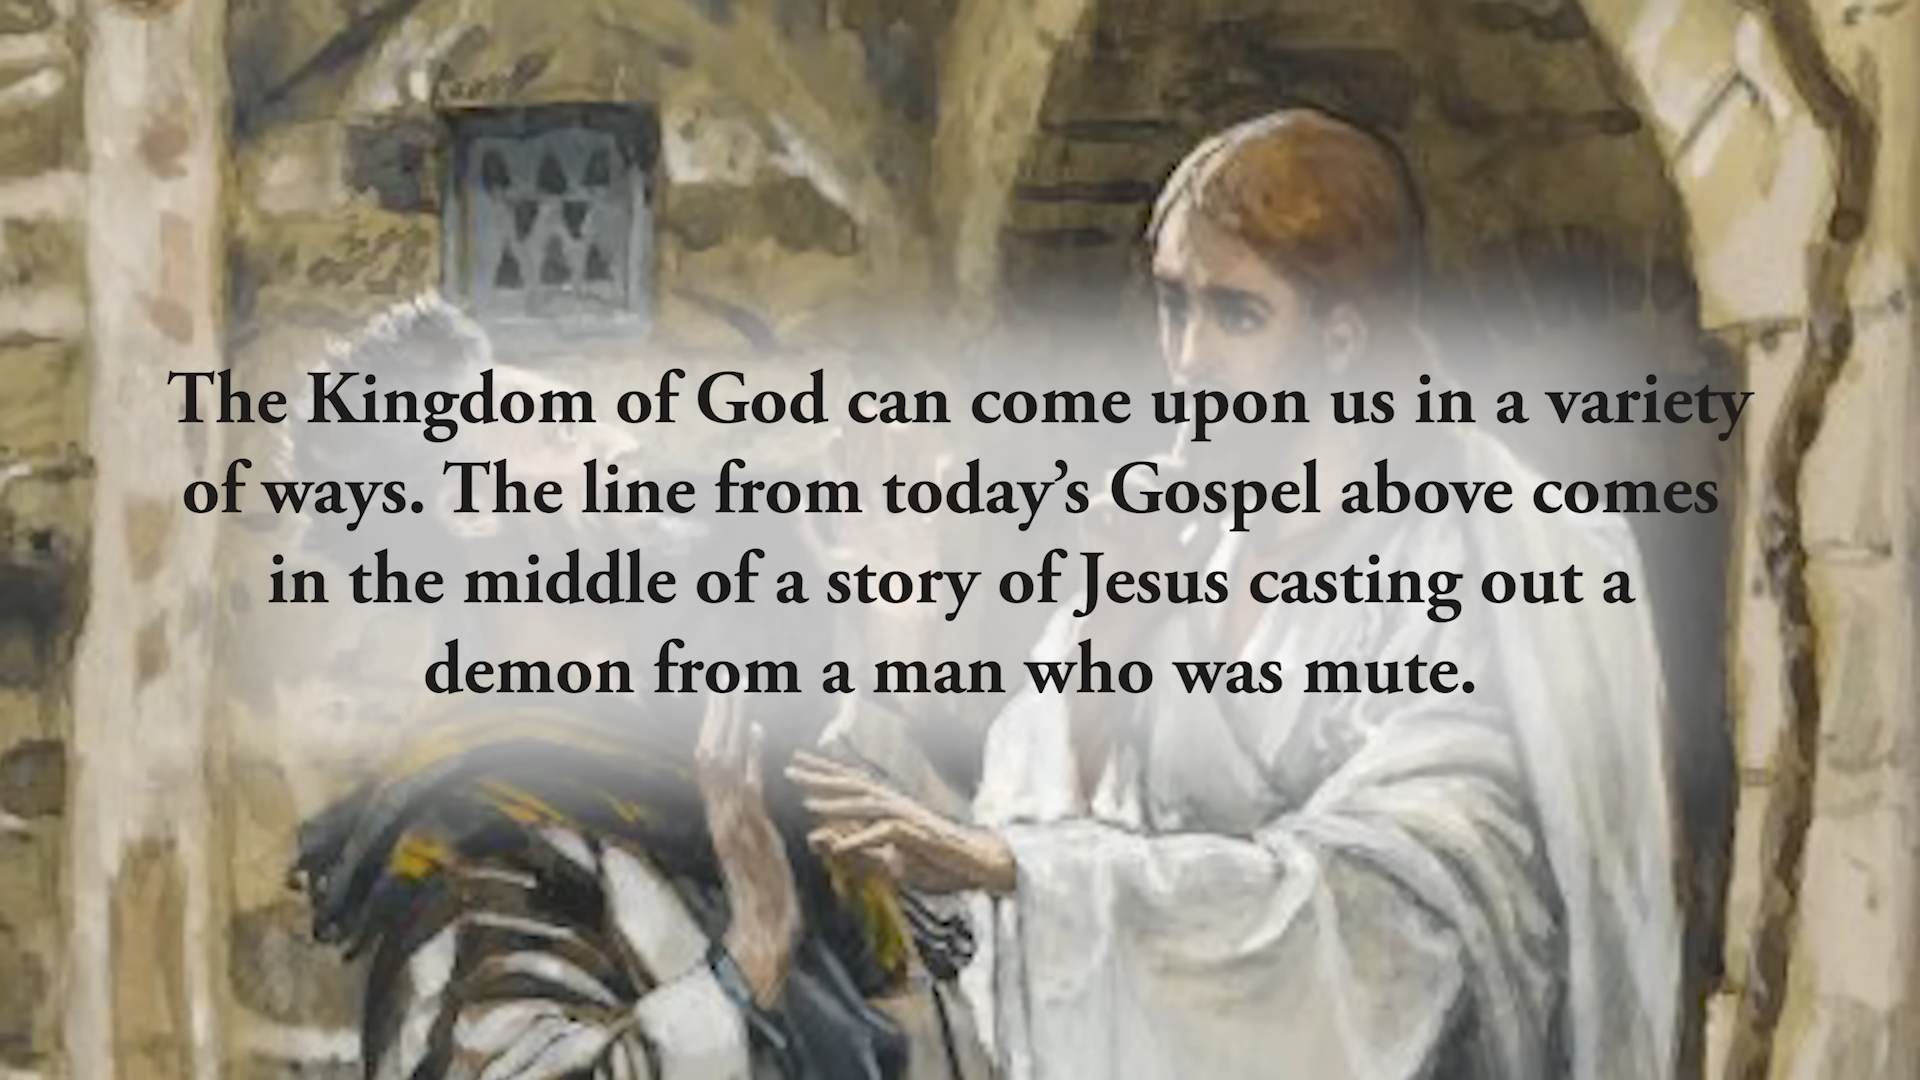 The Kingdom of God can come upon us in a variety
of ways. The line from today’s Gospel above comes
in the middle of a story of Jesus casting out a
demon from a man who was mute.